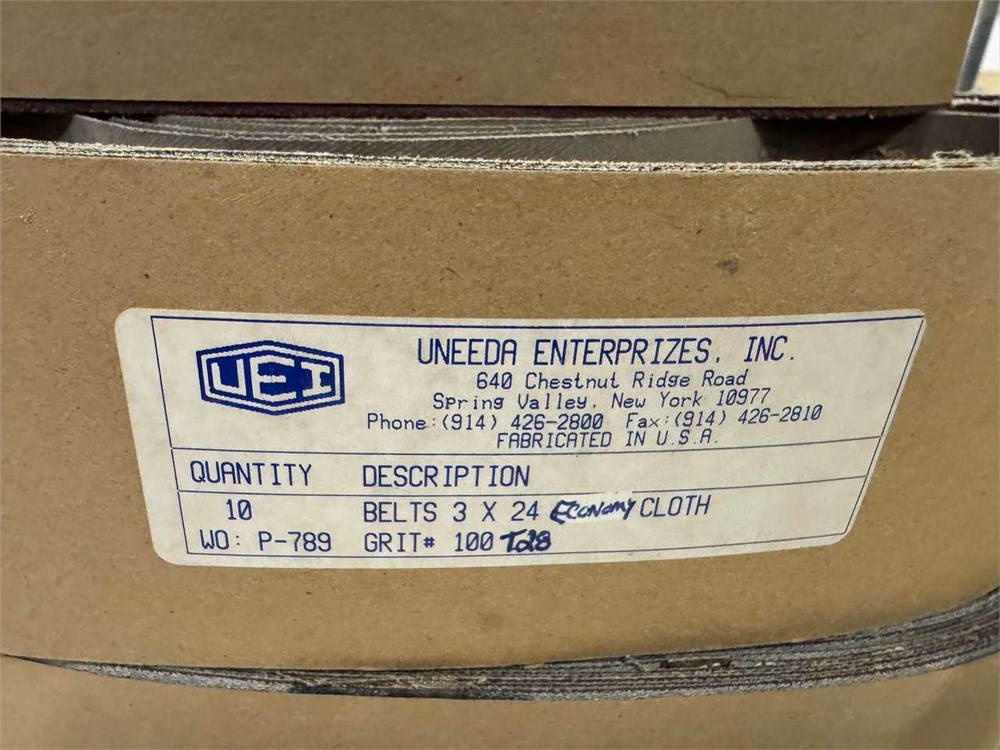 UEI
UNEEDA ENTERPRIZES, INC.
640 Chestnut Ridge Road
Spring Valley, New York 10977
Phone:(914) 426-2800 Fax:(914) 426-2810
FABRICATED IN U.S.A.
QUANTITY DESCRIPTION
10 BELTS 3 X 24 ECONOMY CLOTH
WO: P-789 GRIT# 100 T28